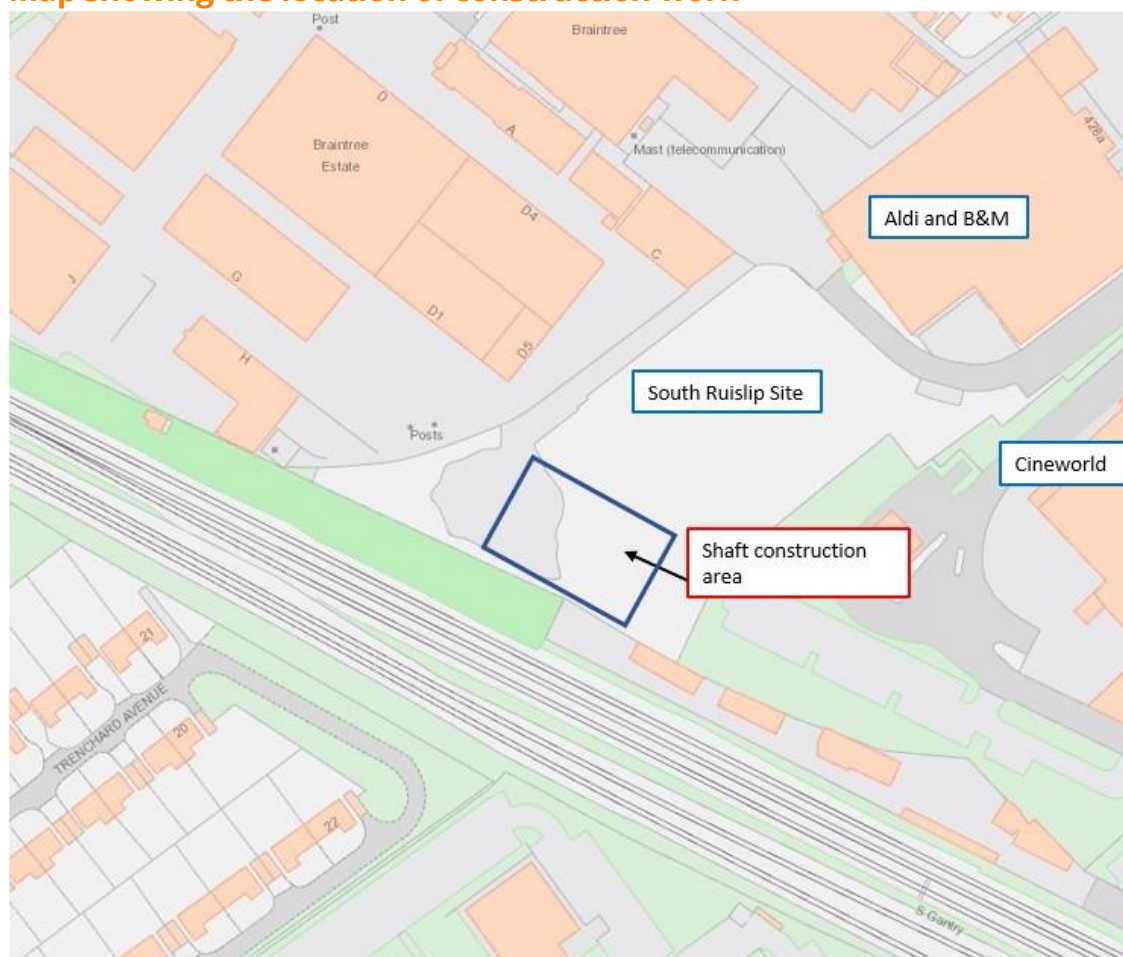 Map showing the location of construction work
Post
Braintree
D
A
426a
Braintree
Estate
Mast (telecommunication)
D4
Aldi and B&M
C
G
D1
D5
H
South Ruislip Site
Posts
Cineworld
Shaft construction
area
21
TRENCHARD AVENUE
20
22
S Gantry